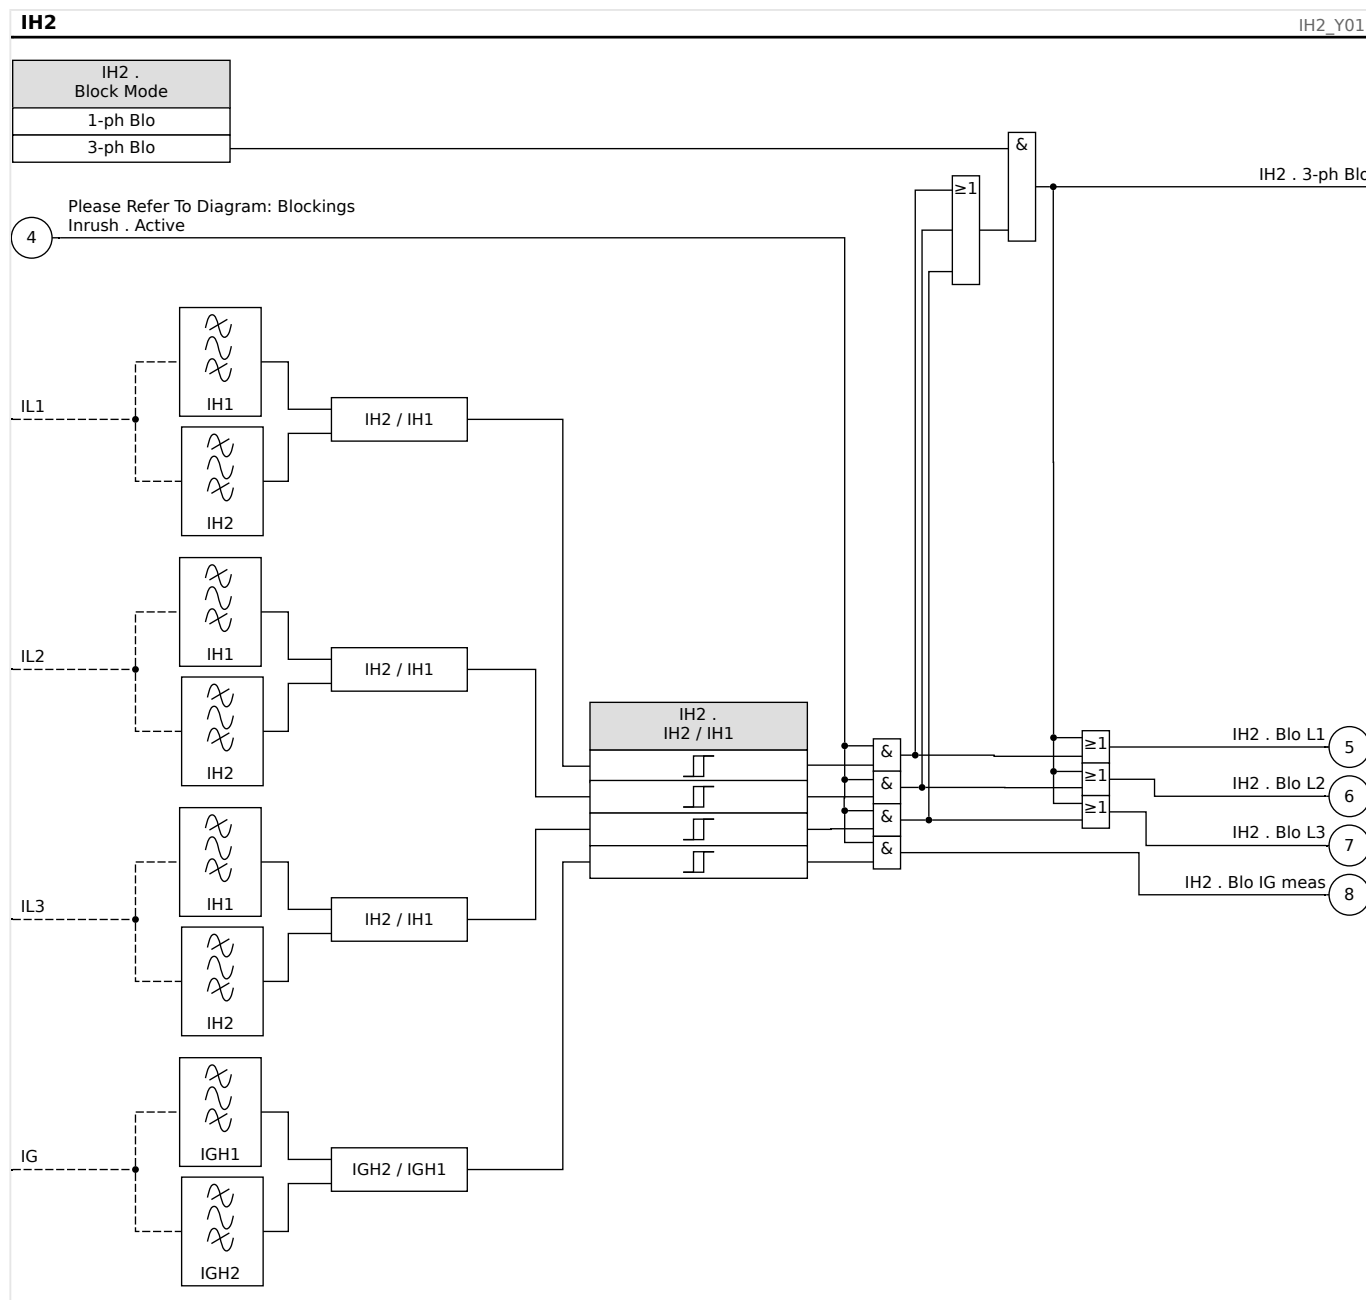 IH2
IH2_Y01
IH2 .
Block Mode
1-ph Blo
3-ph Blo
&
≥1
IH2 . 3-ph Blo
Please Refer To Diagram: Blockings
Inrush . Active
4
IL1
IH1
IH2
IH2 / IH1
IL2
IH1
IH2
IH2 / IH1
IH2 .
IH2 / IH1
&
&
&
&
≥1
≥1
≥1
IH2 . Blo L1
5
IH2 . Blo L2
6
IH2 . Blo L3
7
IH2 . Blo IG meas
8
IL3
IH1
IH2
IH2 / IH1
IG
IGH1
IGH2
IGH2 / IGH1